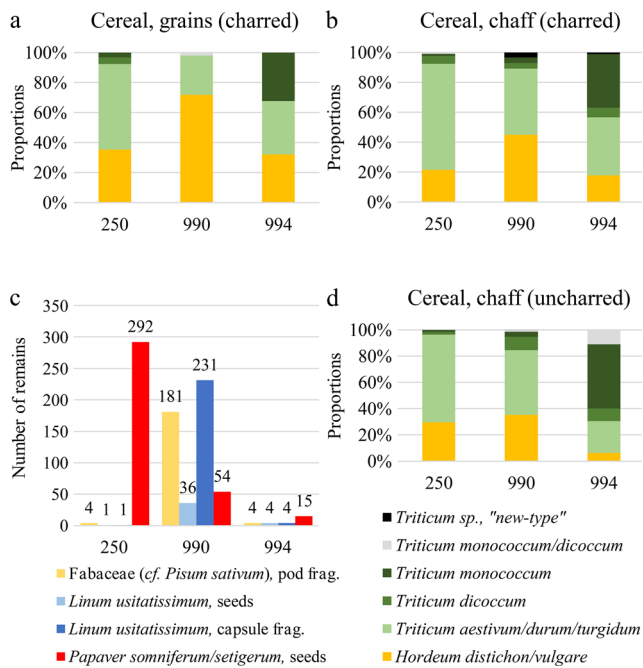 a
Cereal, grains (charred)
100%
80%
60%
40%
20%
0%
Proportions
250 990 994
b
Cereal, chaff (charred)
100%
80%
60%
40%
20%
0%
Proportions
250 990 994
c
350
300
250
200
150
100
50
0
Number of remains
4 1 1 292
181 36 231 54
4 4 4 15
250 990 994
Fabaceae (cf. Pisum sativum), pod frag.
Linum usitatissimum, seeds
Linum usitatissimum, capsule frag.
Papaver somniferum/setigerum, seeds
d
Cereal, chaff (uncharred)
100%
80%
60%
40%
20%
0%
Proportions
250 990 994
Triticum sp., "new-type"
Triticum monococcum/dicoccum
Triticum monococcum
Triticum dicoccum
Triticum aestivum/durum/turgidum
Hordeum distichon/vulgare